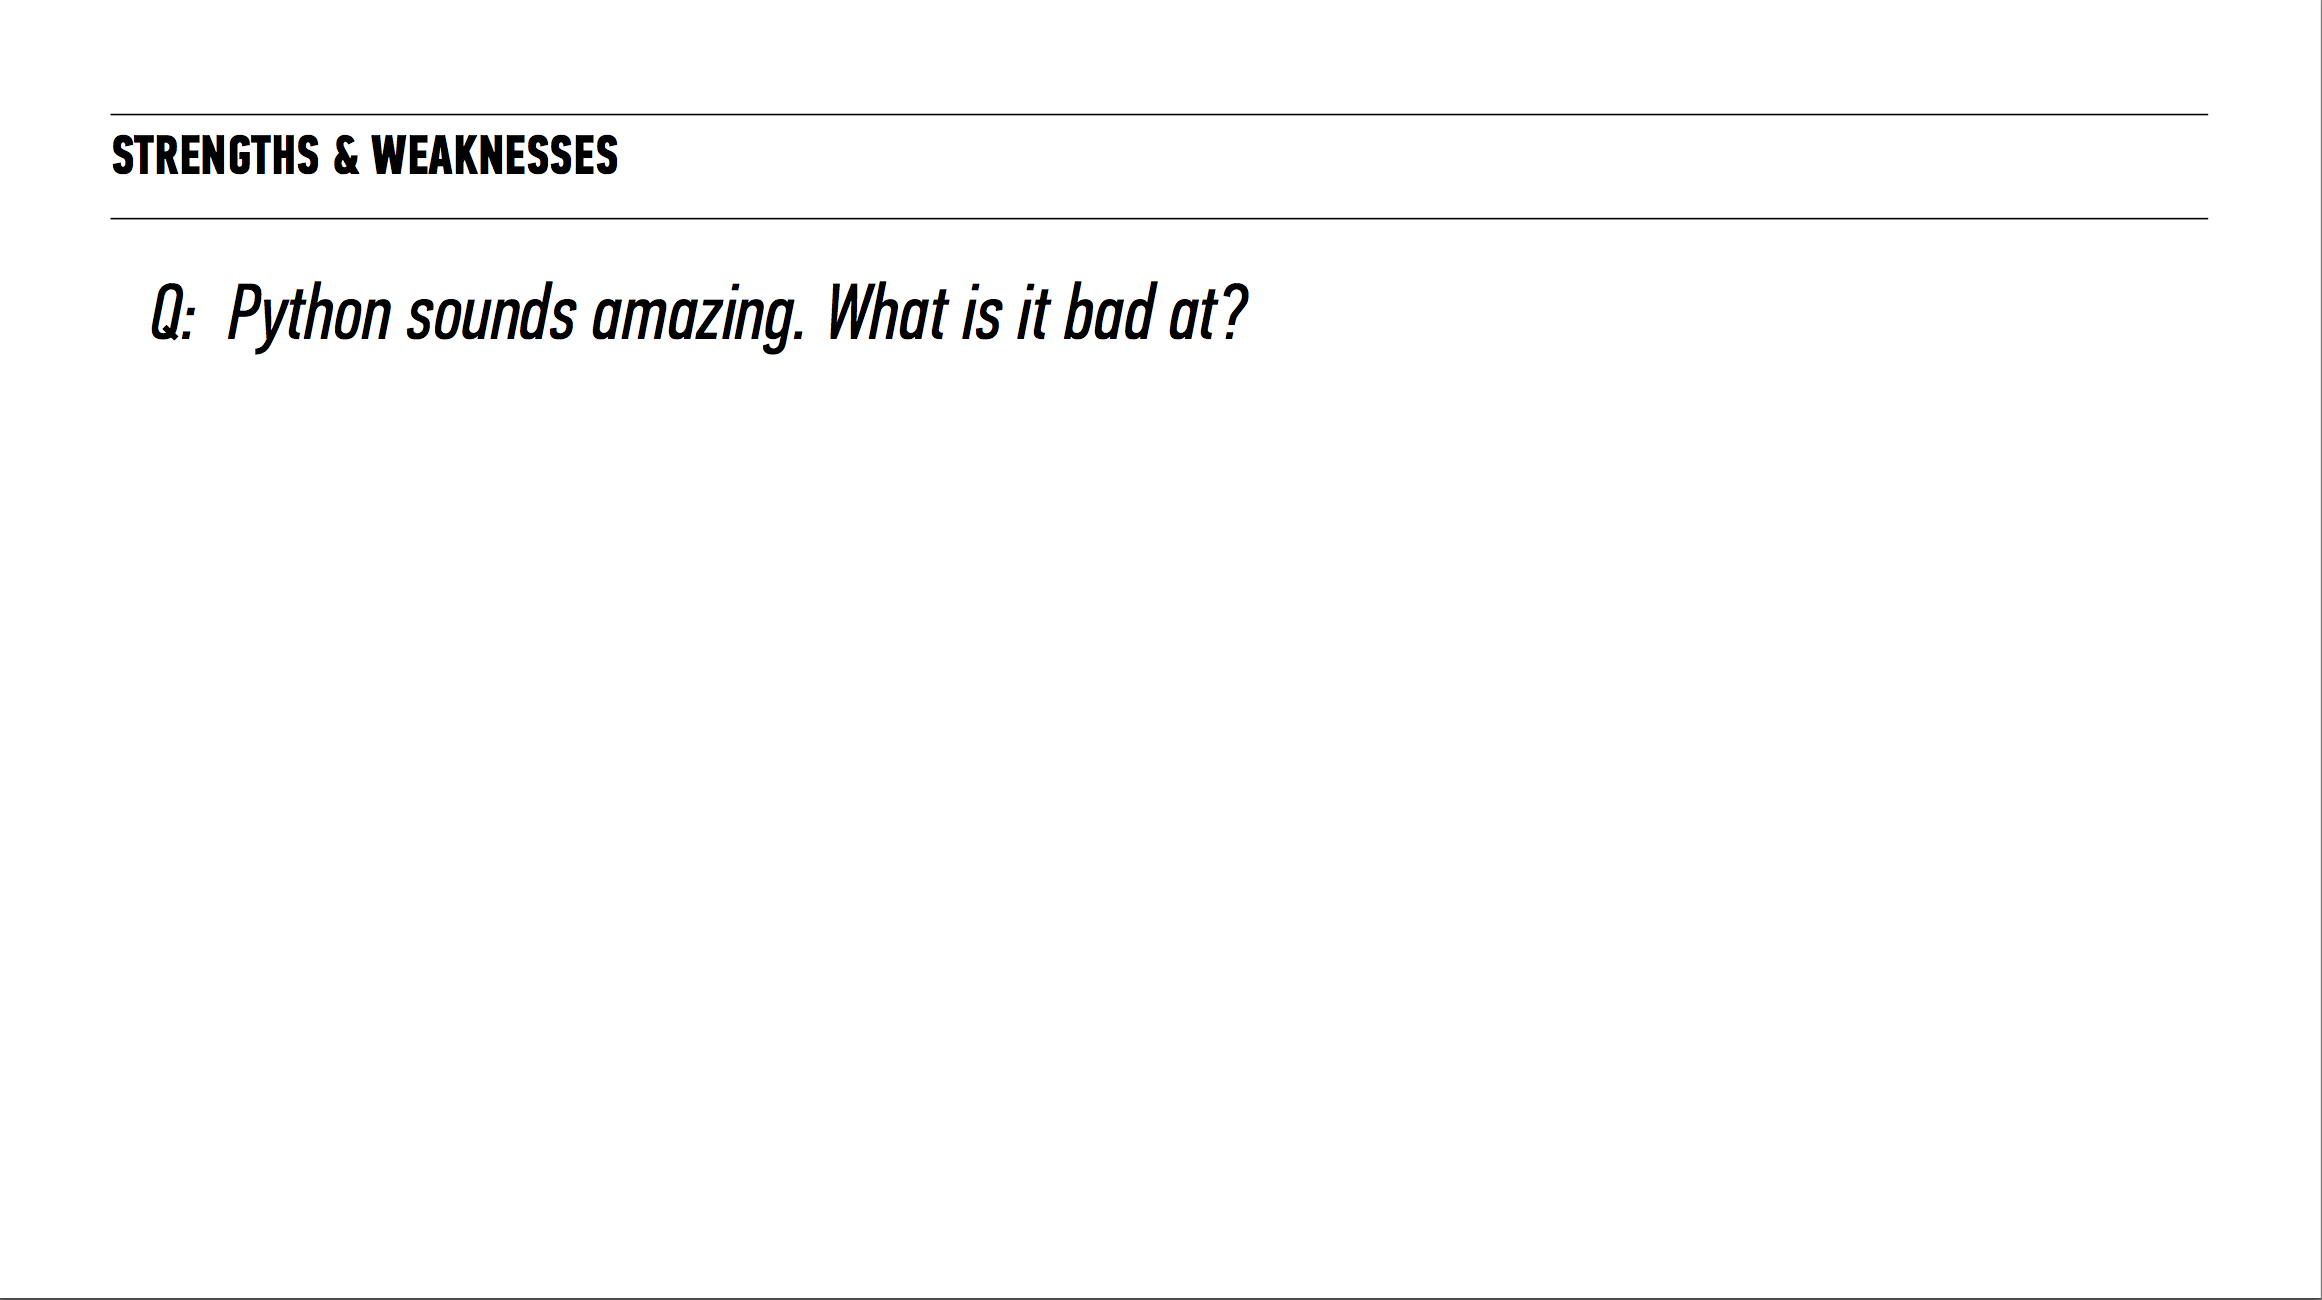 STRENGTHS & WEAKNESSES
Q: Python sounds amazing. What is it bad at?